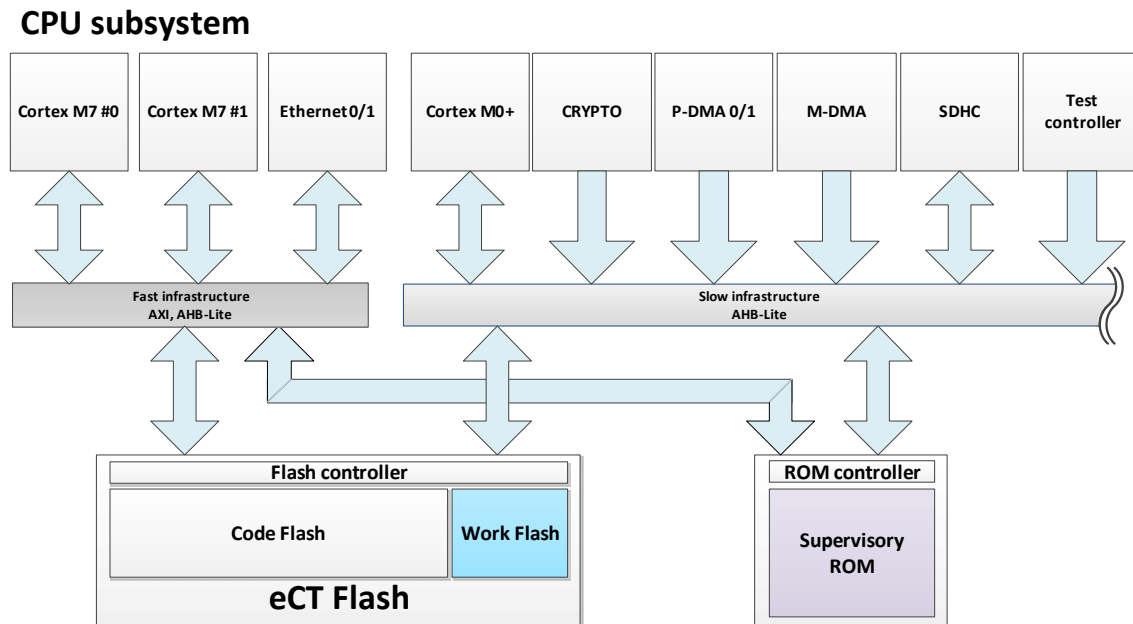 CPU subsystem
Cortex M7 #0
Cortex M7 #1
Ethernet 0/1
Cortex M0+
CRYPTO
P-DMA 0/1
M-DMA
SDHC
Test
controller
Fast infrastructure
AXI, AHB-Lite
Slow infrastructure
AHB-Lite
Flash controller
Code Flash
Work Flash
eCT Flash
ROM controller
Supervisory
ROM